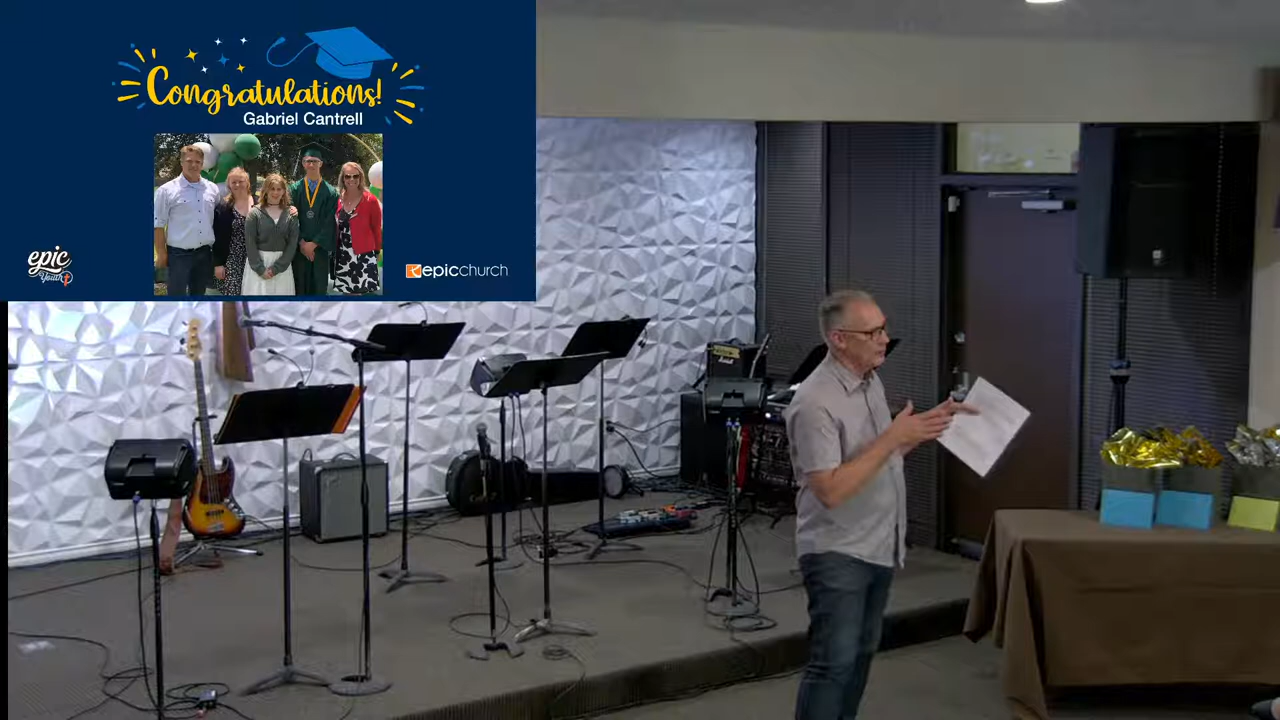 Congratulations!
Gabriel Cantrell
epic
Youth
epicchurch